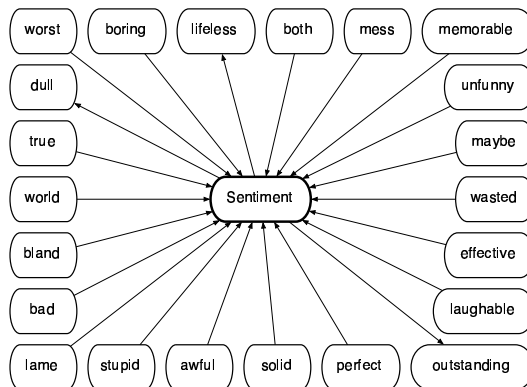 worst boring lifeless both mess memorable
dull unfunny
true maybe
world Sentiment wasted
bland effective
bad laughable
lame stupid awful solid perfect outstanding